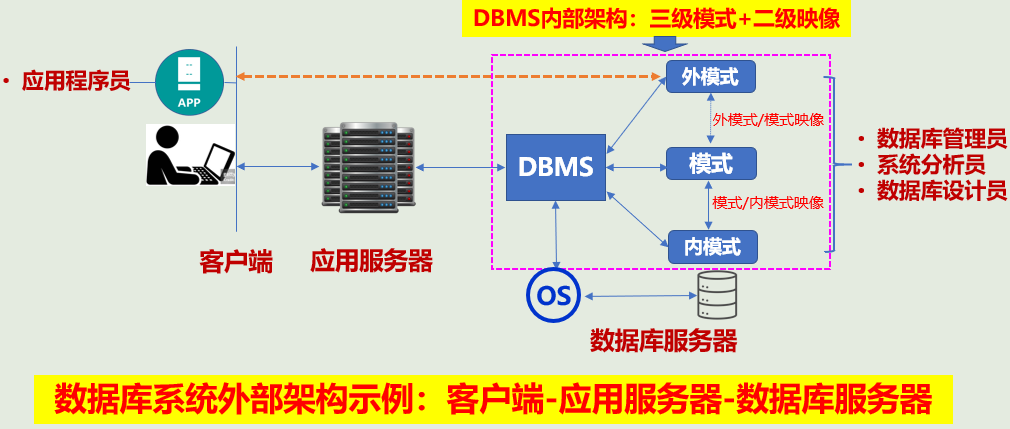 DBMS内部架构：三级模式+二级映像
• 应用程序员
APP
外模式
外模式/模式映像
DBMS
模式
模式/内模式映像
内模式
• 数据库管理员
• 系统分析员
• 数据库设计员
客户端
应用服务器
OS
数据库服务器
数据库系统外部架构示例：客户端-应用服务器-数据库服务器